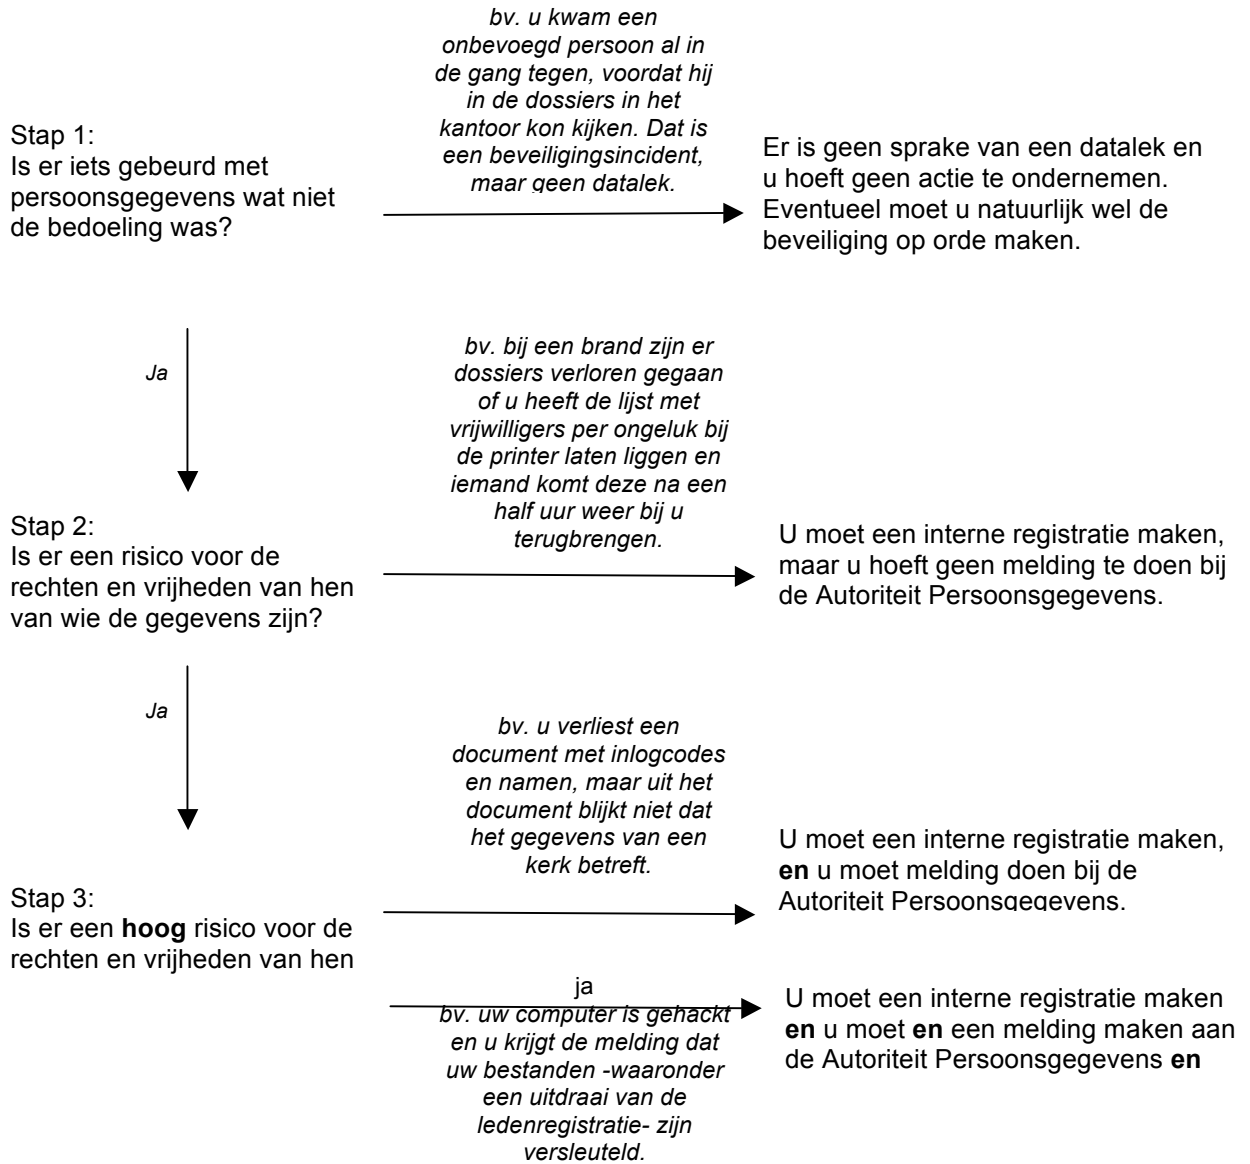 bv. u kwam een
onbevoegd persoon al in
de gang tegen, voordat hij
in de dossiers in het
kantoor kon kijken. Dat is
een beveiligingsincident,
maar geen datalek.
Stap 1:
Is er iets gebeurd met
persoonsgegevens wat niet
de bedoeling was?
Er is geen sprake van een datalek en
u hoeft geen actie te ondernemen.
Eventueel moet u natuurlijk wel de
beveiliging op orde maken.
Ja
bv. bij een brand zijn er
dossiers verloren gegaan
of u heeft de lijst met
vrijwilligers per ongeluk bij
de printer laten liggen en
iemand komt deze na een
half uur weer bij u
terugbrengen.
Stap 2:
Is er een risico voor de
rechten en vrijheden van hen
van wie de gegevens zijn?
U moet een interne registratie maken,
maar u hoeft geen melding te doen bij
de Autoriteit Persoonsgegevens.
Ja
bv. u verliest een
document met inlogcodes
en namen, maar uit het
document blijkt niet dat
het gegevens van een
kerk betreft.
U moet een interne registratie maken,
en u moet melding doen bij de
Autoriteit Persoonsgegevens.
Stap 3:
Is er een hoog risico voor de
rechten en vrijheden van hen
ja
bv. uw computer is gehackt
en u krijgt de melding dat
uw bestanden -waaronder
een uitdraai van de
ledenregistratie- zijn
versleuteld.
U moet een interne registratie maken
en u moet en een melding maken aan
de Autoriteit Persoonsgegevens en